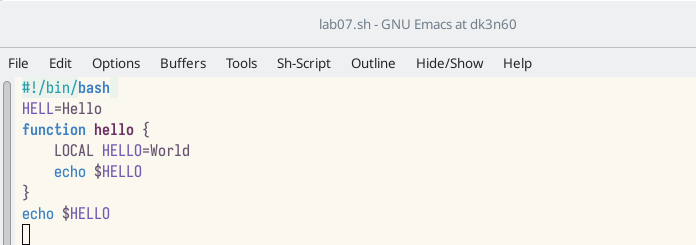 lab07.sh - GNU Emacs at dk3n60
File Edit Options Buffers Tools Sh-Script Outline Hide/Show Help
#!/bin/bash
HELL=Hello
function hello {
    LOCAL HELLO=World
    echo $HELLO
}
echo $HELLO